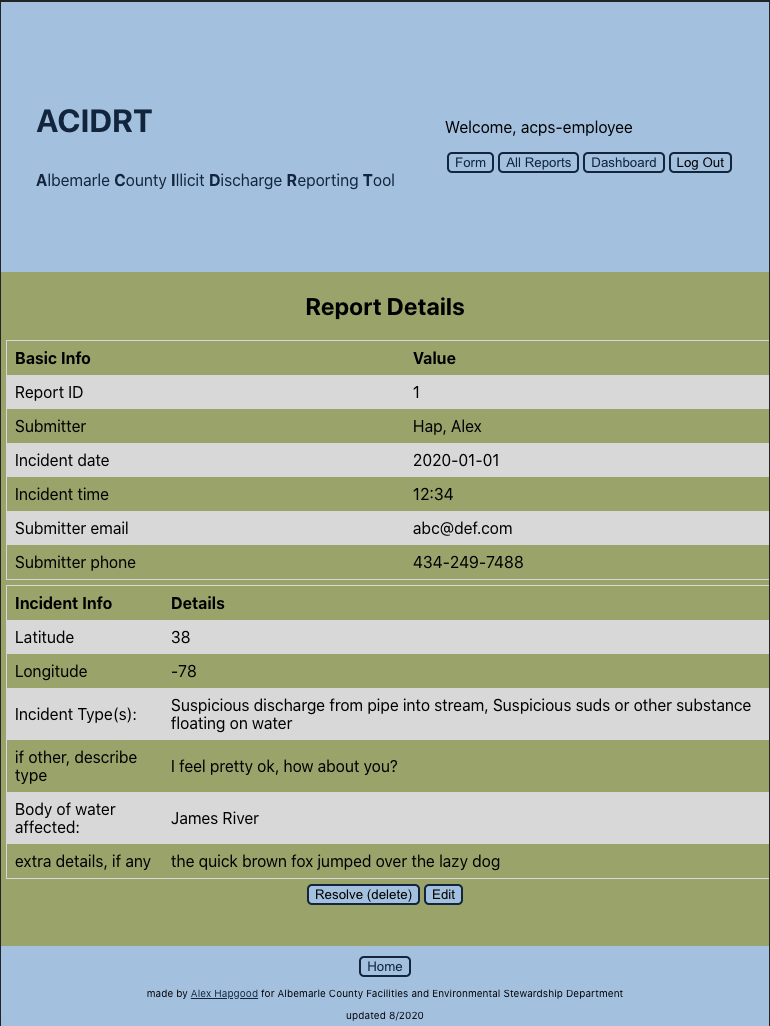 ACIDRT
Albemarle County Illicit Discharge Reporting Tool
Welcome, acps-employee
Form All Reports Dashboard Log Out
Report Details
Basic Info Value
Report ID 1
Submitter Hap, Alex
Incident date 2020-01-01
Incident time 12:34
Submitter email abc@def.com
Submitter phone 434-249-7488
Incident Info Details
Latitude 38
Longitude -78
Incident Type(s): Suspicious discharge from pipe into stream, Suspicious suds or other substance
floating on water
if other, describe
type
I feel pretty ok, how about you?
Body of water
affected:
James River
extra details, if any the quick brown fox jumped over the lazy dog
Resolve (delete) Edit
Home
made by Alex Hapgood for Albemarle County Facilities and Environmental Stewardship Department
updated 8/2020